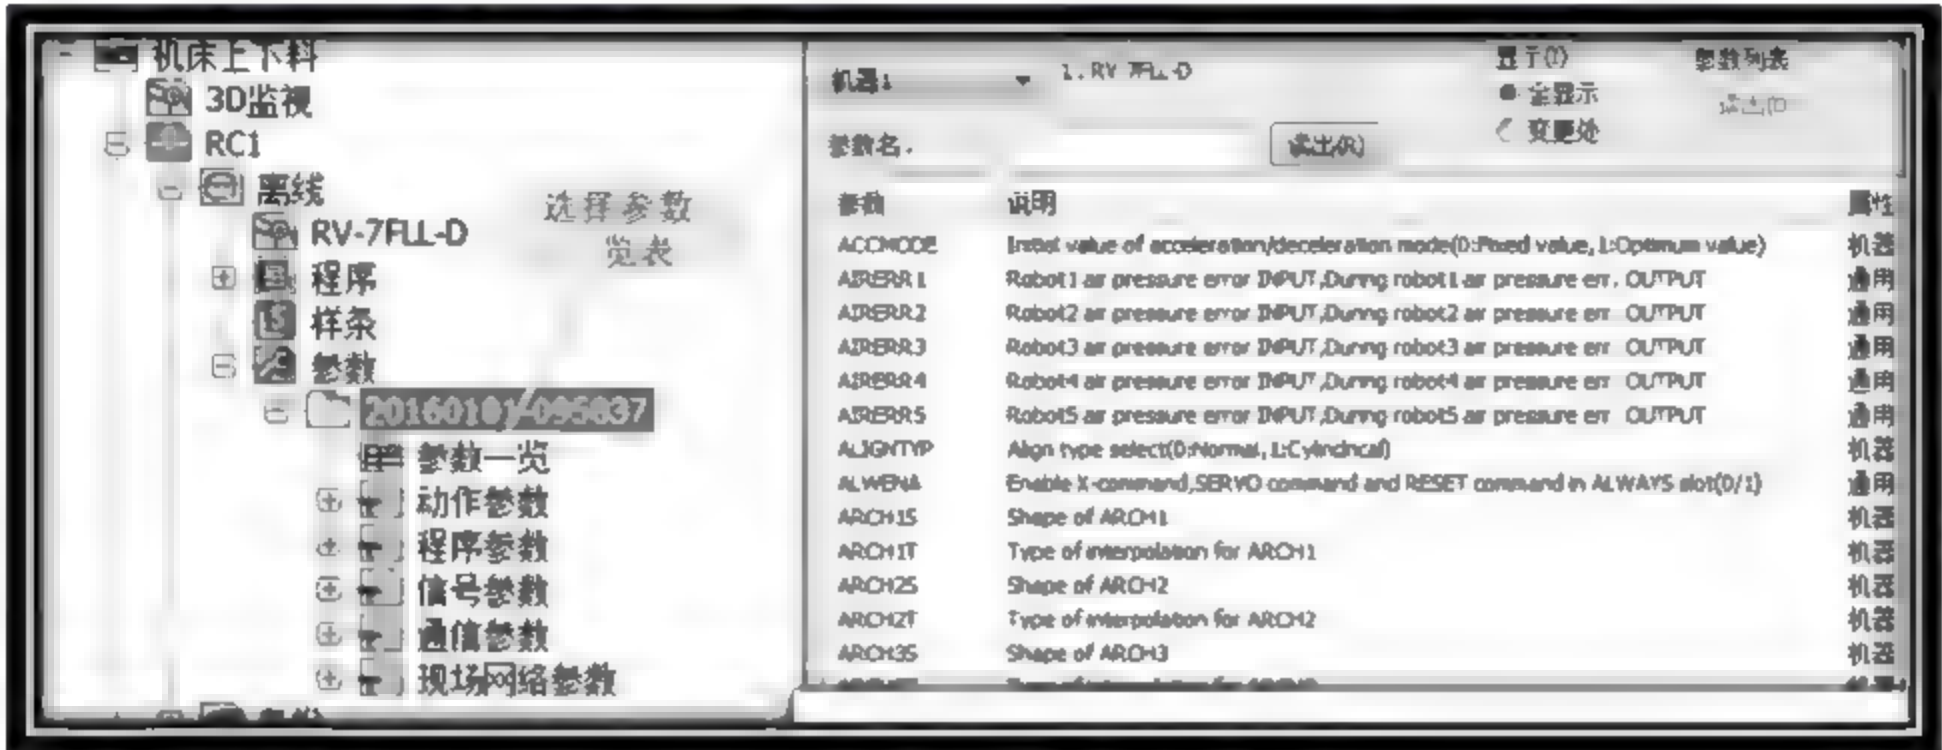 机床上下料
3D监视
RC1
离线
RV-7FLL-D
程序
样条
参数
20160101-095837
参数一览
动作参数
程序参数
信号参数
通信参数
现场网络参数
选择参数
览表
机器1
1. RV-7FLL-D
显示(I)
全显示
变更处
参数列表
读出
参数名.
读出(R)
参数 说明 属性
ACCMODE Initial value of acceleration/deceleration mode(0:Fixed value, 1:Optimum value) 机器
AIRERR1 Robot1 air pressure error INPUT,During robot1 air pressure err. OUTPUT 通用
AIRERR2 Robot2 air pressure error INPUT,During robot2 air pressure err. OUTPUT 通用
AIRERR3 Robot3 air pressure error INPUT,During robot3 air pressure err. OUTPUT 通用
AIRERR4 Robot4 air pressure error INPUT,During robot4 air pressure err. OUTPUT 通用
AIRERR5 Robot5 air pressure error INPUT,During robot5 air pressure err. OUTPUT 通用
ALIGNTYP Align type select(0:Normal, 1:Cylindrical) 机器
ALWENA Enable X-command,SERVO command and RESET command in ALWAYS slot(0/1) 通用
ARCH1S Shape of ARCH1 机器
ARCH1T Type of interpolation for ARCH1 机器
ARCH2S Shape of ARCH2 机器
ARCH2T Type of interpolation for ARCH2 机器
ARCH3S Shape of ARCH3 机器